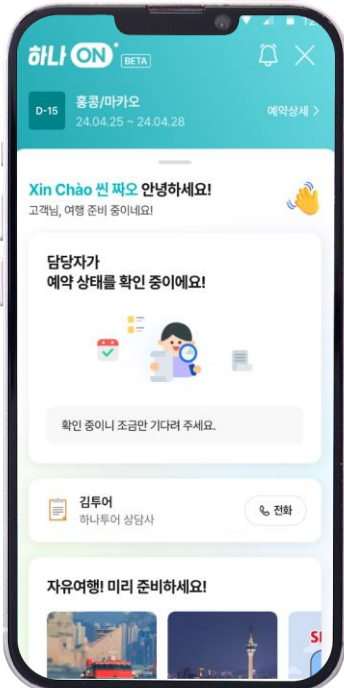 하나 ON BETA
D-15
홍콩/마카오
24.04.25 ~ 24.04.28
예약상세 >
Xin Chào 씬 짜오 안녕하세요!
고객님, 여행 준비 중이네요!
담당자가
예약 상태를 확인 중이에요!
확인 중이니 조금만 기다려 주세요.
김투어
하나투어 상담사
전화
자유여행! 미리 준비하세요!